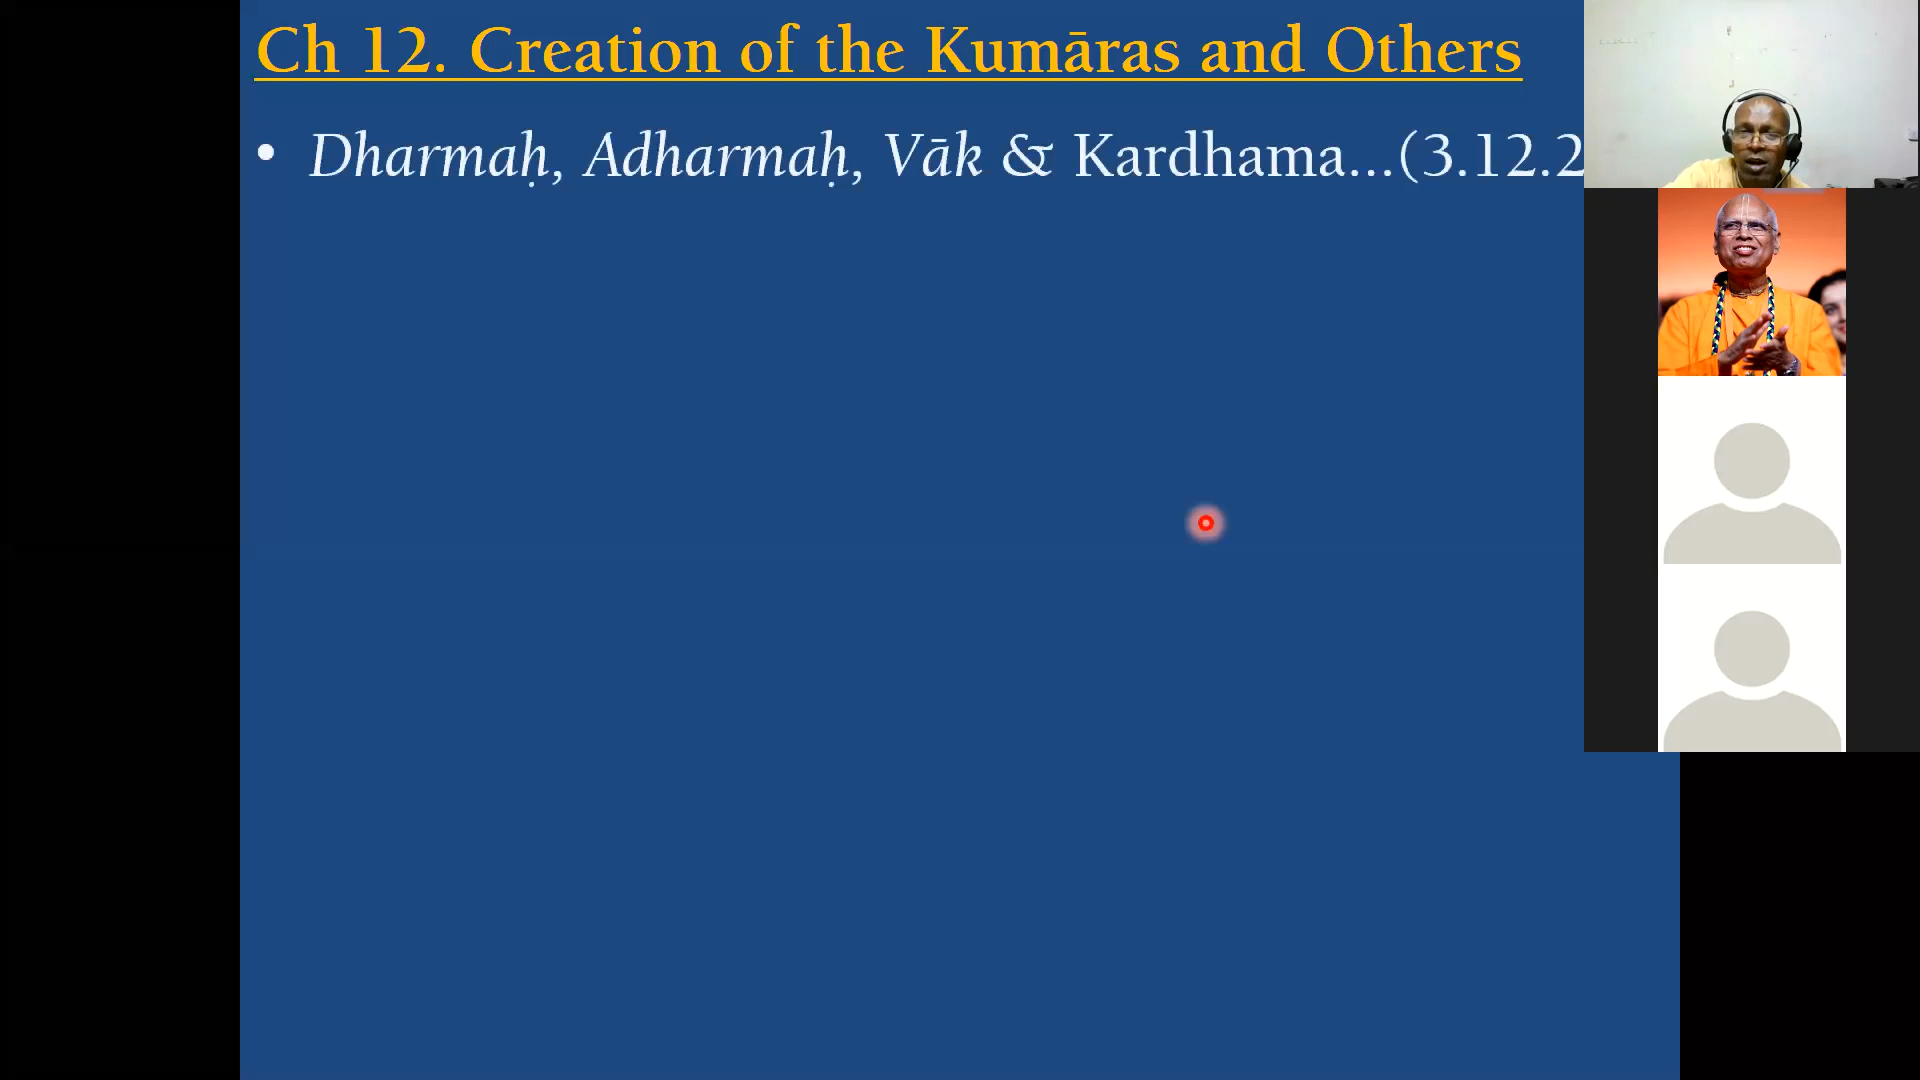 Ch 12. Creation of the Kumāras and Others
• Dharmaḥ, Adharmaḥ, Vāk & Kardhama...(3.12.2